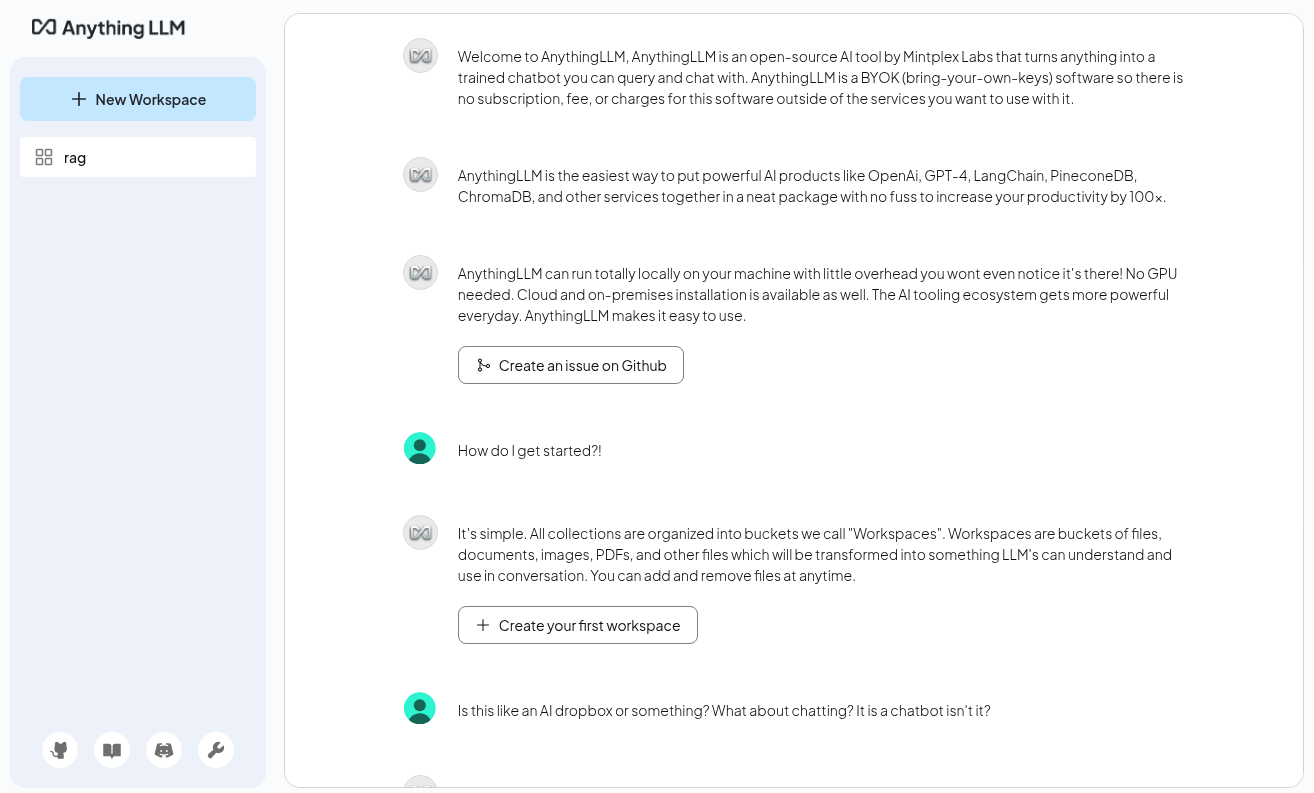 Anything LLM
New Workspace
rag
Welcome to AnythingLLM, AnythingLLM is an open-source AI tool by Mintplex Labs that turns anything into a
trained chatbot you can query and chat with. AnythingLLM is a BYOK (bring-your-own-keys) software so there is
no subscription, fee, or charges for this software outside of the services you want to use with it.
AnythingLLM is the easiest way to put powerful AI products like OpenAi, GPT-4, LangChain, PineconeDB,
ChromaDB, and other services together in a neat package with no fuss to increase your productivity by 100x.
AnythingLLM can run totally locally on your machine with little overhead you wont even notice it's there! No GPU
needed. Cloud and on-premises installation is available as well. The AI tooling ecosystem gets more powerful
everyday. AnythingLLM makes it easy to use.
Create an issue on Github
How do I get started?!
It's simple. All collections are organized into buckets we call "Workspaces". Workspaces are buckets of files,
documents, images, PDFs, and other files which will be transformed into something LLM's can understand and
use in conversation. You can add and remove files at anytime.
Create your first workspace
Is this like an AI dropbox or something? What about chatting? It is a chatbot isn't it?